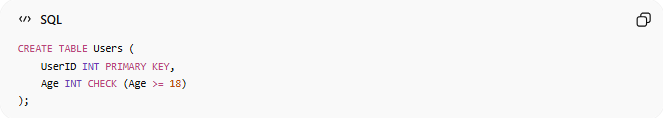 </> SQL
CREATE TABLE Users (
    UserID INT PRIMARY KEY,
    Age INT CHECK (Age >= 18)
);